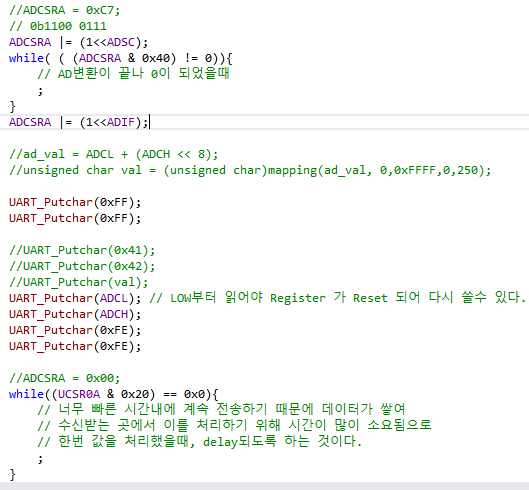 //ADCSRA = 0xC7;
// 0b1100 0111
ADCSRA |= (1<<ADSC);
while( ( (ADCSRA & 0x40) != 0)){
// AD변환이 끝나 0이 되었을때
;
}
ADCSRA |= (1<<ADIF);
//ad_val = ADCL + (ADCH << 8);
//unsigned char val = (unsigned char)mapping(ad_val, 0,0xFFFF,0,250);
UART_Putchar(0xFF);
UART_Putchar(0xFF);
//UART_Putchar(0x41);
//UART_Putchar(0x42);
//UART_Putchar(val);
UART_Putchar(ADCL); // LOW부터 읽어야 Register 가 Reset 되어 다시 쓸수 있다.
UART_Putchar(ADCH);
UART_Putchar(0xFE);
UART_Putchar(0xFE);
//ADCSRA = 0x00;
while((UCSR0A & 0x20) == 0x0){
// 너무 빠른 시간내에 계속 전송하기 때문에 데이터가 쌓여
// 수신받는 곳에서 이를 처리하기 위해 시간이 많이 소요됨으로
// 한번 값을 처리했을때, delay되도록 하는 것이다.
;
}